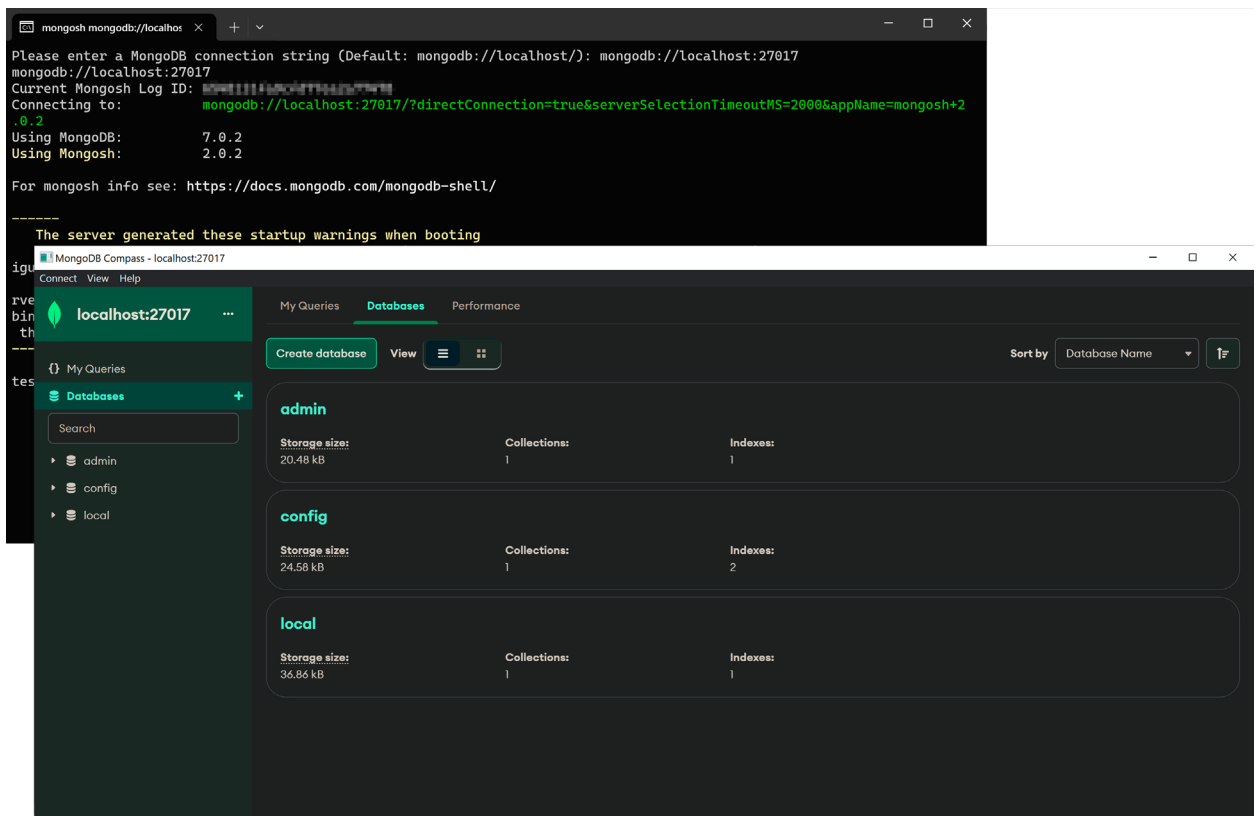 mongosh mongodb://localhos
Please enter a MongoDB connection string (Default: mongodb://localhost/): mongodb://localhost:27017
mongodb://localhost:27017
Current Mongosh Log ID:
Connecting to: mongodb://localhost:27017/?directConnection=true&serverSelectionTimeoutMS=2000&appName=mongosh+2
.0.2
Using MongoDB: 7.0.2
Using Mongosh: 2.0.2
For mongosh info see: https://docs.mongodb.com/mongodb-shell/
------
The server generated these startup warnings when booting
igu
rve
bin
th
---
tes
MongoDB Compass - localhost:27017
Connect View Help
localhost:27017 ...
{} My Queries
Databases +
Search
admin
config
local
My Queries Databases Performance
Create database View Sort by Database Name
admin
Storage size: Collections: Indexes:
20.48 kB 1 1
config
Storage size: Collections: Indexes:
24.58 kB 1 2
local
Storage size: Collections: Indexes:
36.86 kB 1 1